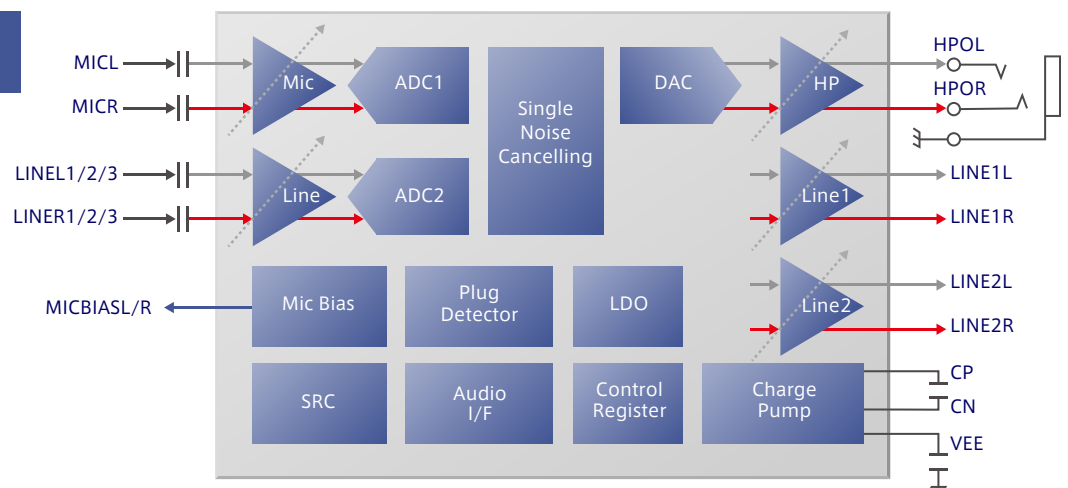 MICL
MICR
LINEL1/2/3
LINER1/2/3
MICBIASL/R
Mic
ADC1
Line
ADC2
Single
Noise
Cancelling
DAC
HP
Line1
Line2
Mic Bias
Plug
Detector
LDO
SRC
Audio
I/F
Control
Register
Charge
Pump
HPOL
HPOR
LINE1L
LINE1R
LINE2L
LINE2R
CP
CN
VEE